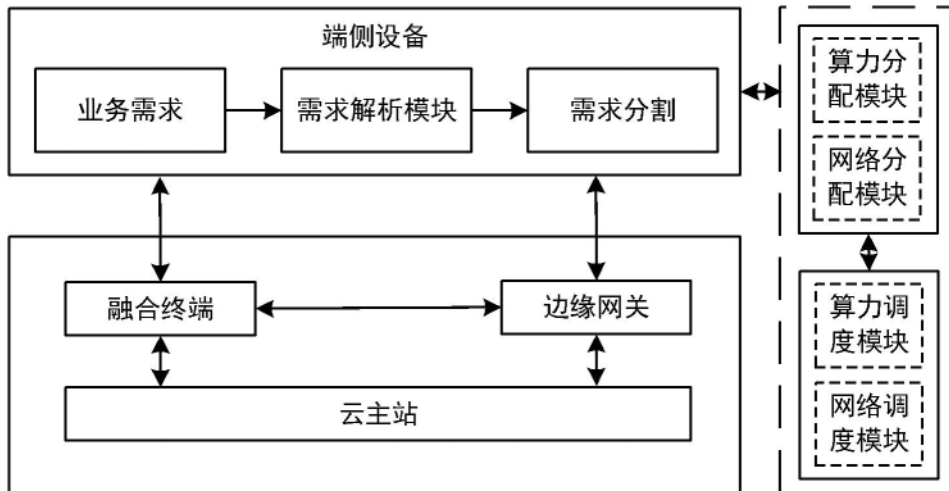 端侧设备
业务需求
需求解析模块
需求分割
融合终端
边缘网关
云主站
算力分
配模块
网络分
配模块
算力调
度模块
网络调
度模块